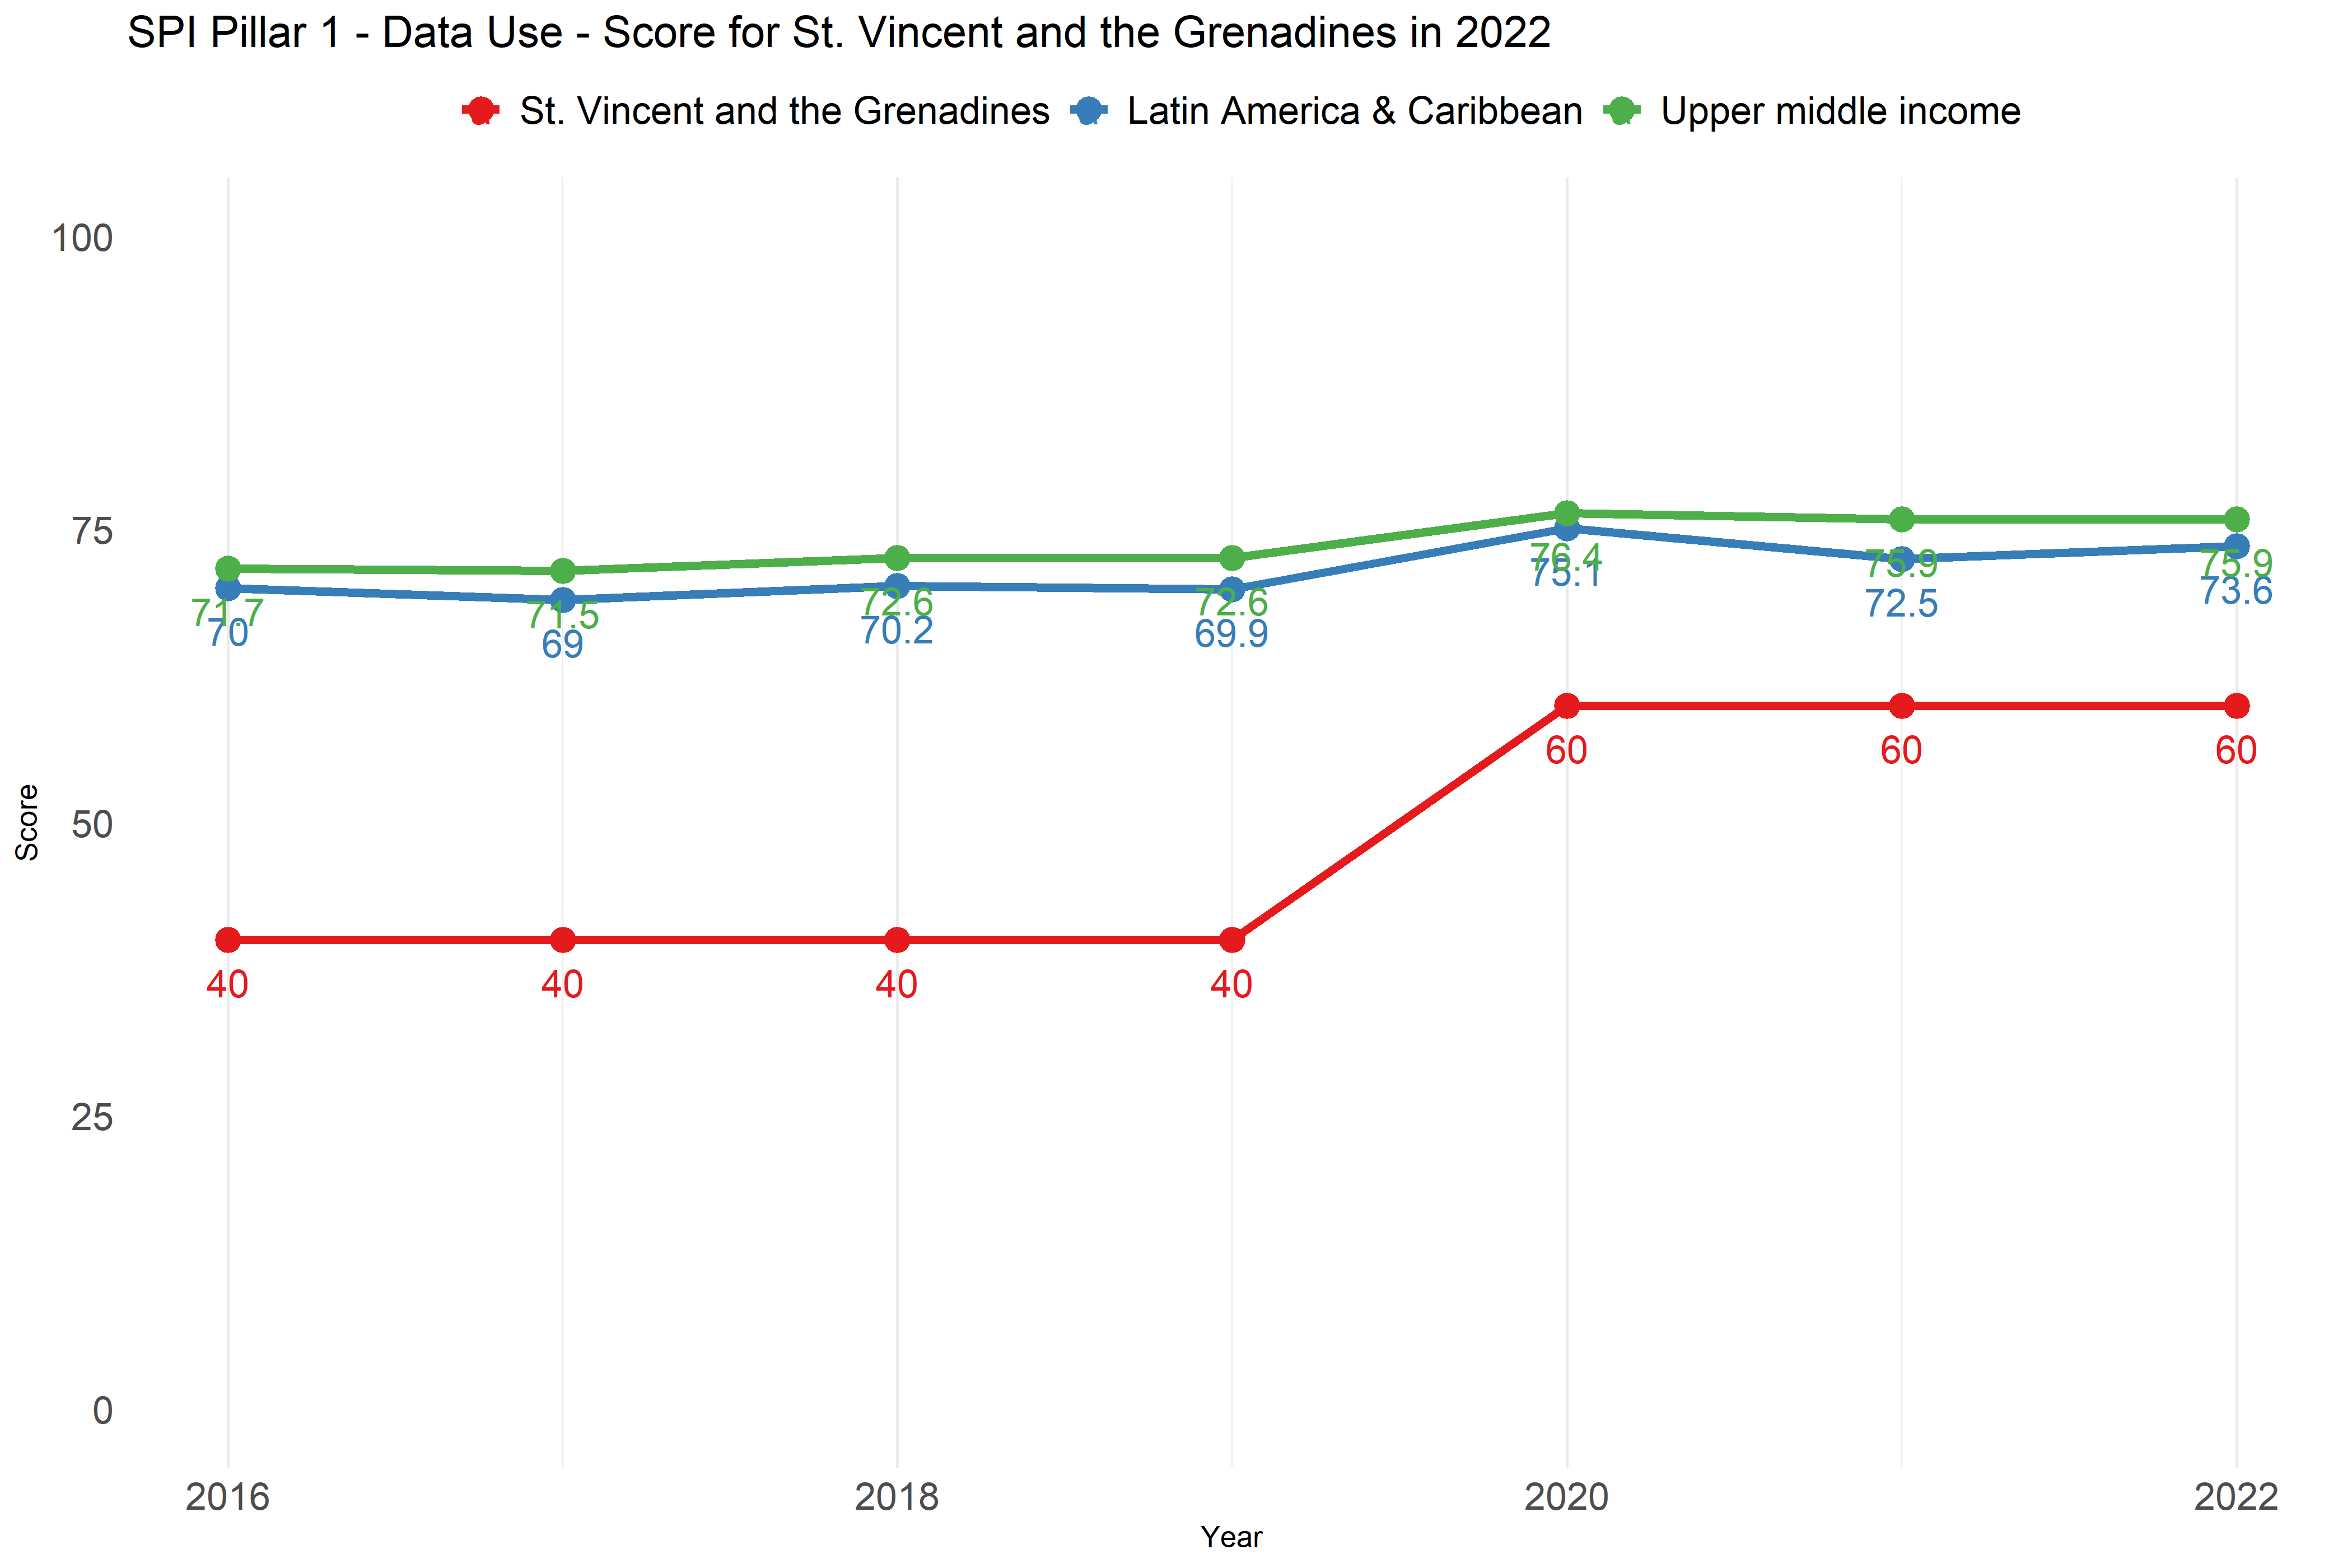 SPI Pillar 1 - Data Use - Score for St. Vincent and the Grenadines in 2022
St. Vincent and the Grenadines Latin America & Caribbean Upper middle income
100
75
50
25
0
Score
71.7 71.5 72.6 72.6 76.4 75.9 75.9
70 69 70.2 69.9 75.1 72.5 73.6
60 60 60
40 40 40 40
2016 2018 2020 2022
Year